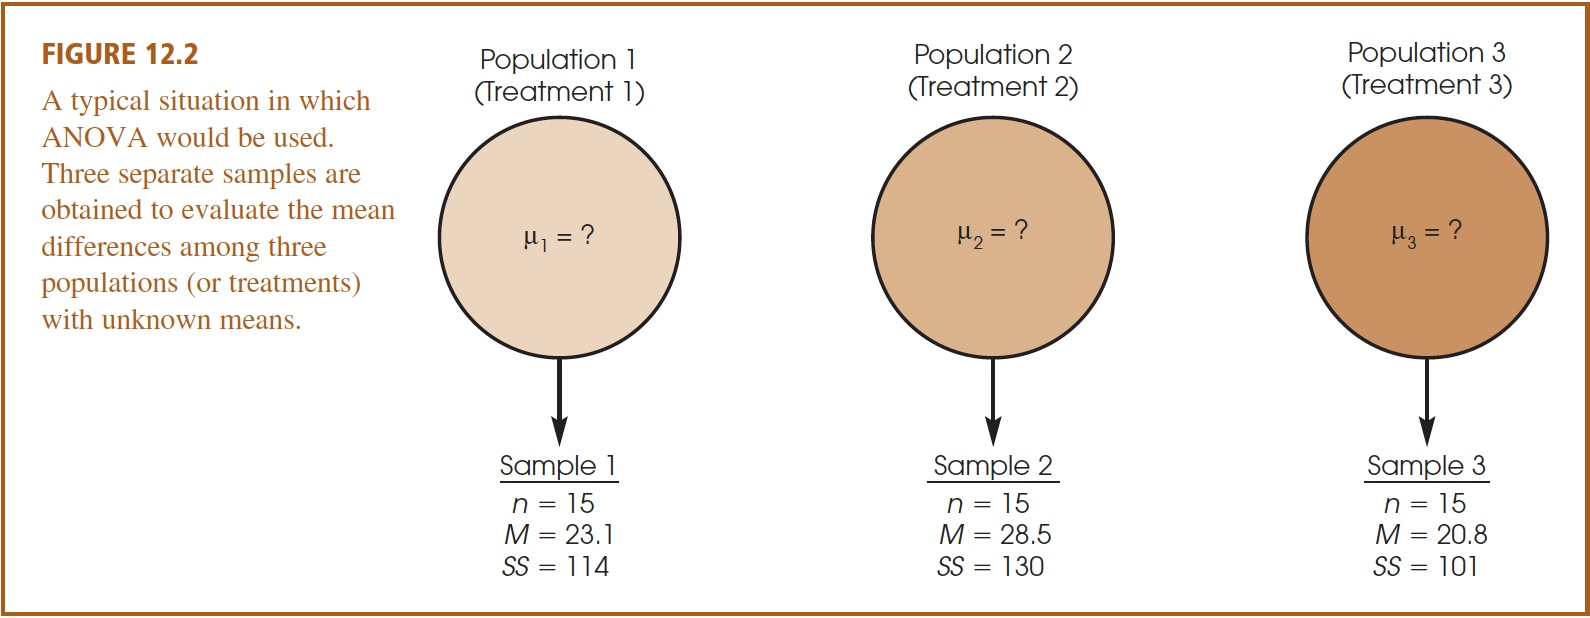 FIGURE 12.2
A typical situation in which
ANOVA would be used.
Three separate samples are
obtained to evaluate the mean
differences among three
populations (or treatments)
with unknown means.
Population 1
(Treatment 1)
μ1 = ?
Sample 1
n = 15
M = 23.1
SS = 114
Population 2
(Treatment 2)
μ2 = ?
Sample 2
n = 15
M = 28.5
SS = 130
Population 3
(Treatment 3)
μ3 = ?
Sample 3
n = 15
M = 20.8
SS = 101